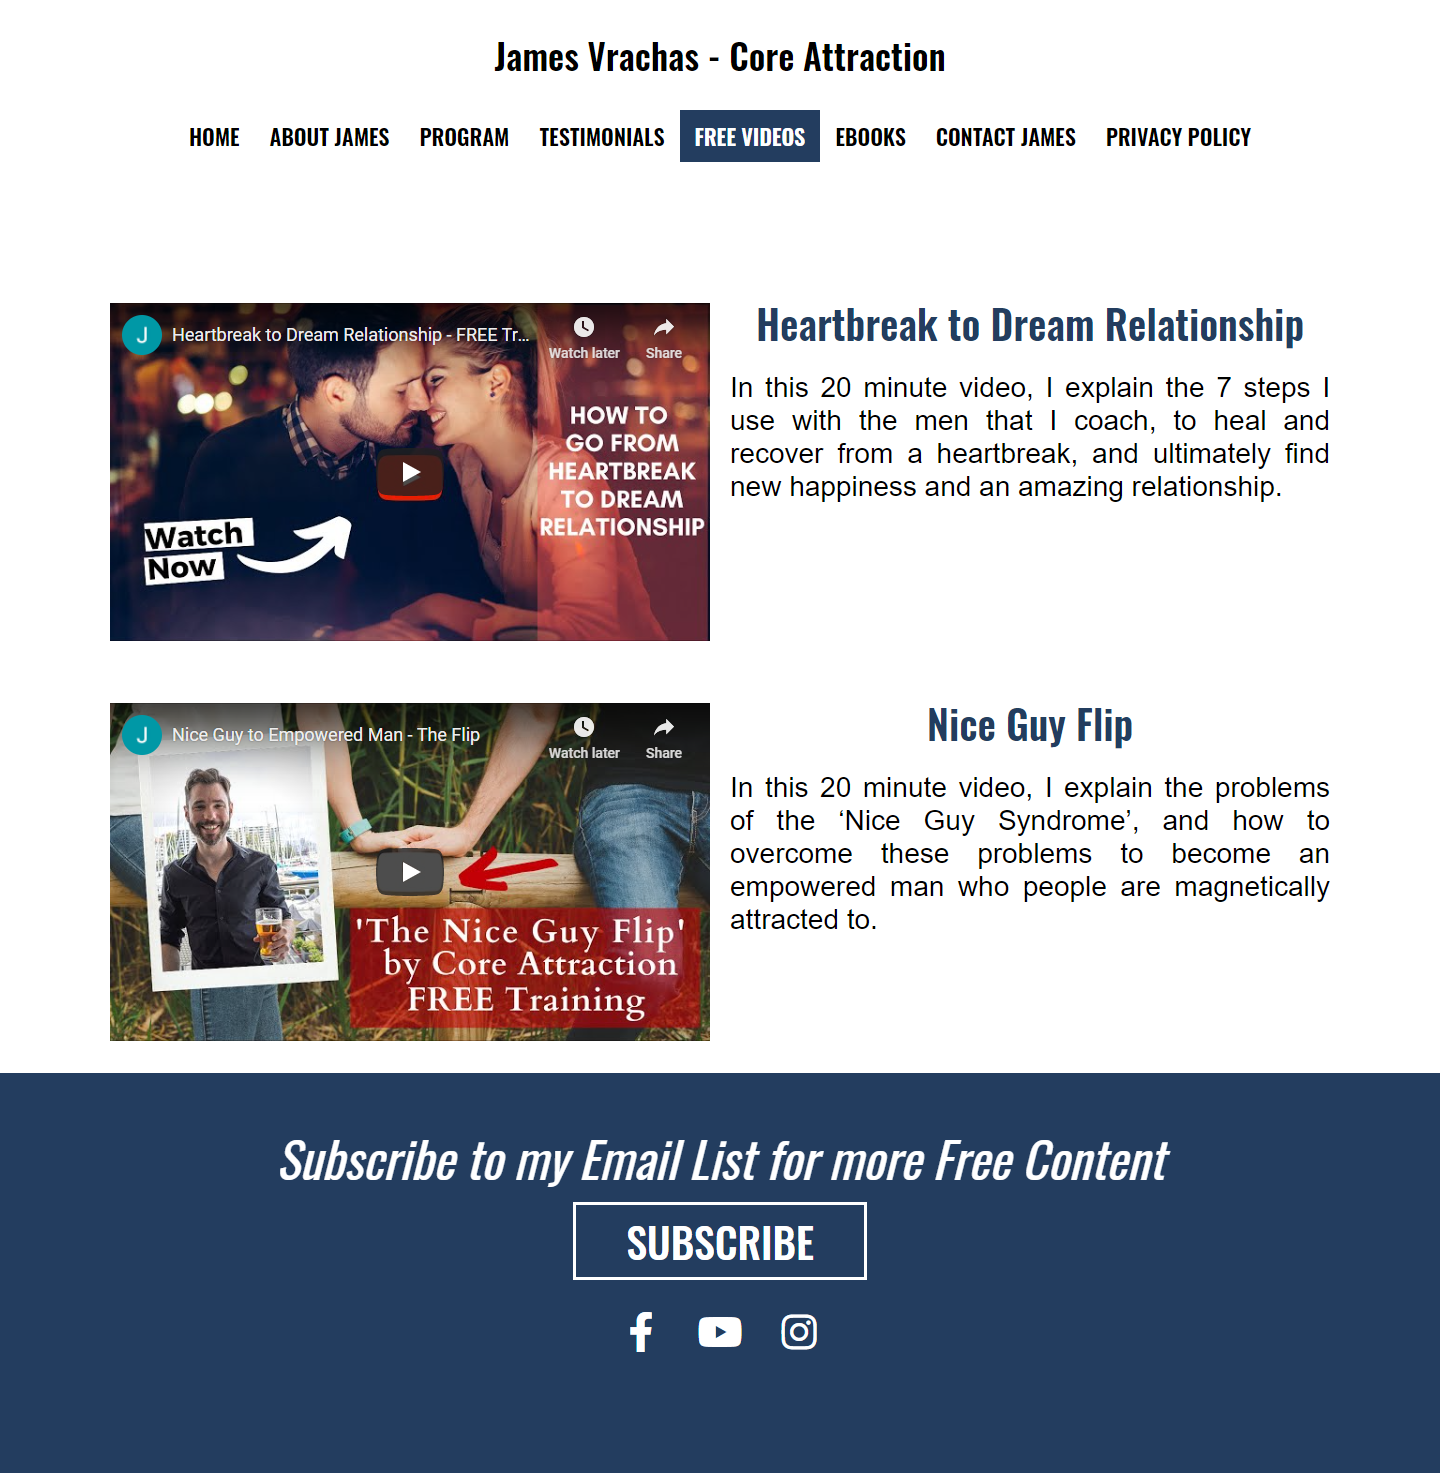 James Vrachas - Core Attraction
HOME ABOUT JAMES PROGRAM TESTIMONIALS FREE VIDEOS EBOOKS CONTACT JAMES PRIVACY POLICY
J Heartbreak to Dream Relationship - FREE Tr...
Watch later Share
HOW TO
GO FROM
HEARTBREAK
TO DREAM
RELATIONSHIP
Watch
Now
Heartbreak to Dream Relationship
In this 20 minute video, I explain the 7 steps I
use with the men that I coach, to heal and
recover from a heartbreak, and ultimately find
new happiness and an amazing relationship.
J Nice Guy to Empowered Man - The Flip
Watch later Share
'The Nice Guy Flip'
by Core Attraction
FREE Training
Nice Guy Flip
In this 20 minute video, I explain the problems
of the ‘Nice Guy Syndrome’, and how to
overcome these problems to become an
empowered man who people are magnetically
attracted to.
Subscribe to my Email List for more Free Content
SUBSCRIBE